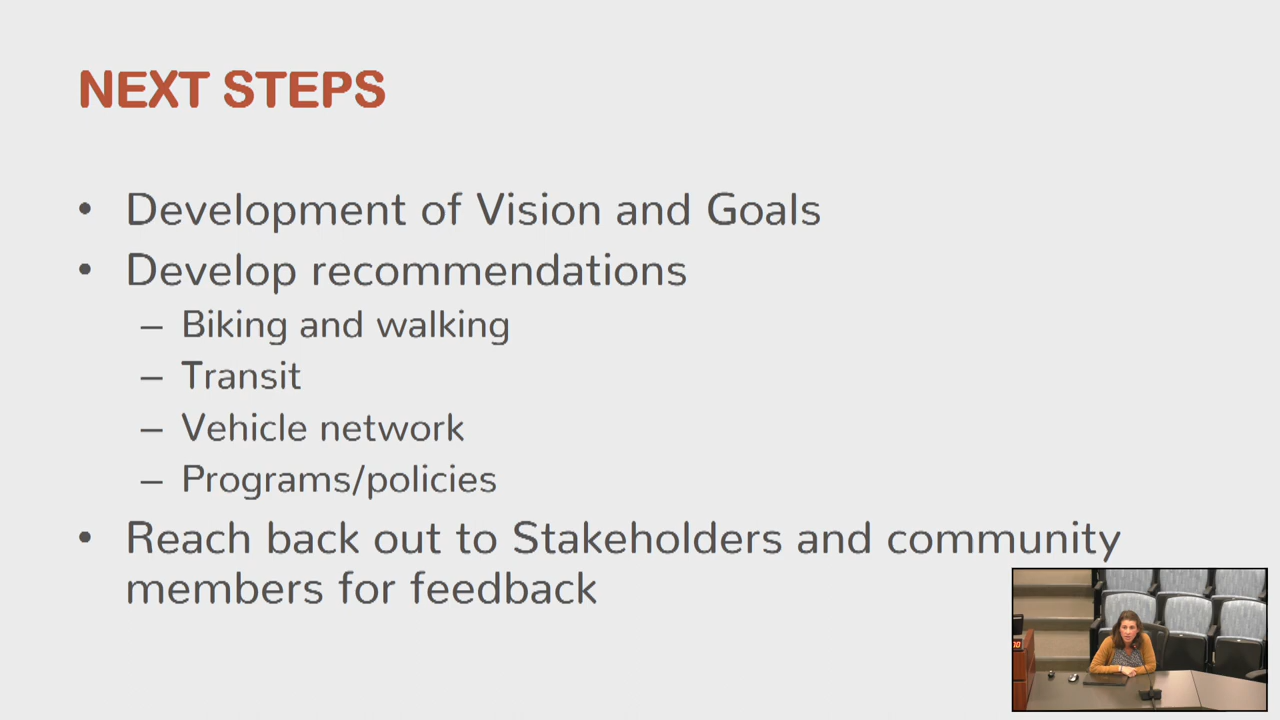 NEXT STEPS
• Development of Vision and Goals
• Develop recommendations
– Biking and walking
– Transit
– Vehicle network
– Programs/policies
• Reach back out to Stakeholders and community
members for feedback